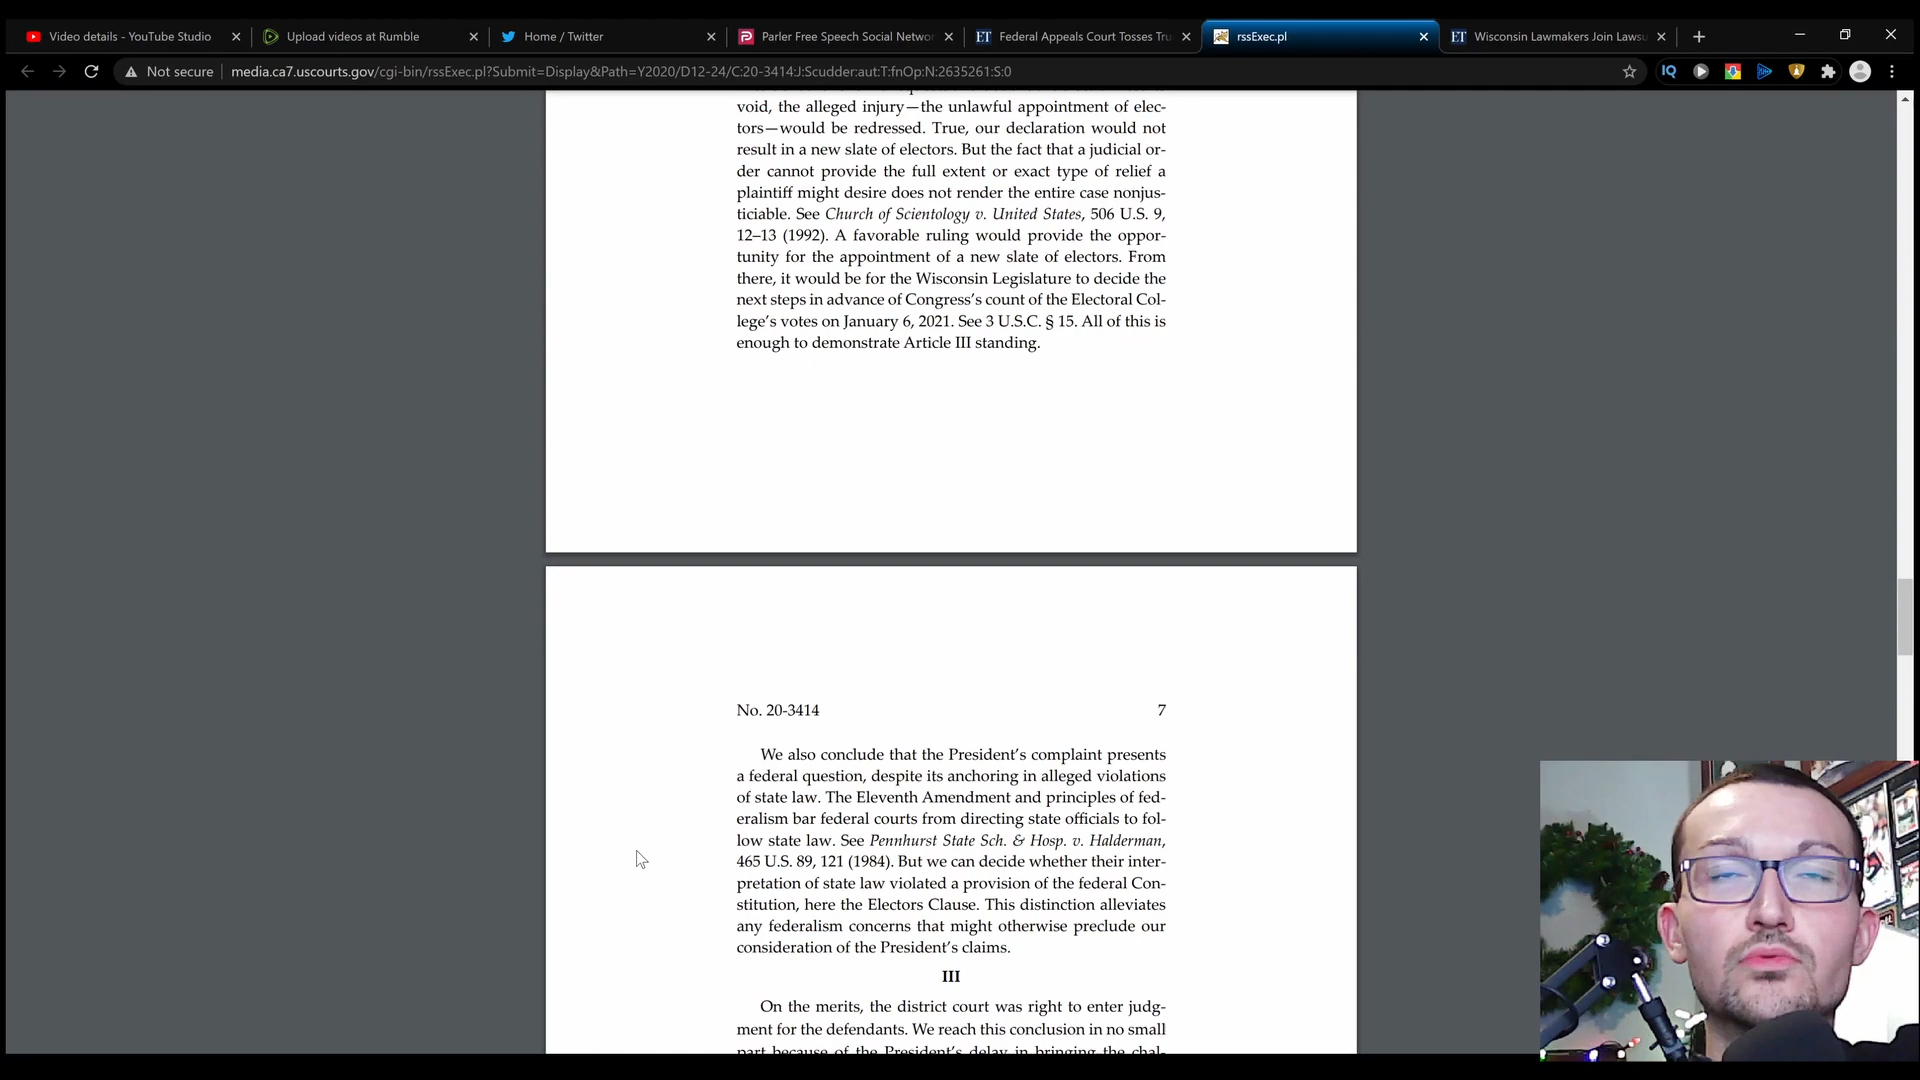 Video details - YouTube Studio
Upload videos at Rumble
Home / Twitter
Parler Free Speech Social Networ
Federal Appeals Court Tosses Tru
rssExec.pl
Wisconsin Lawmakers Join Lawsu
Not secure
media.ca7.uscourts.gov/cgi-bin/rssExec.pl?Submit=Display&Path=Y2020/D12-24/C:20-3414:J:Scudder:aut:T:fnOp:N:2635261:S:0
void, the alleged injury—the unlawful appointment of elec-
tors—would be redressed. True, our declaration would not
result in a new slate of electors. But the fact that a judicial or-
der cannot provide the full extent or exact type of relief a
plaintiff might desire does not render the entire case nonjus-
ticiable. See Church of Scientology v. United States, 506 U.S. 9,
12–13 (1992). A favorable ruling would provide the oppor-
tunity for the appointment of a new slate of electors. From
there, it would be for the Wisconsin Legislature to decide the
next steps in advance of Congress's count of the Electoral Col-
lege's votes on January 6, 2021. See 3 U.S.C. § 15. All of this is
enough to demonstrate Article III standing.
No. 20-3414 7
We also conclude that the President's complaint presents
a federal question, despite its anchoring in alleged violations
of state law. The Eleventh Amendment and principles of fed-
eralism bar federal courts from directing state officials to fol-
low state law. See Pennhurst State Sch. & Hosp. v. Halderman,
465 U.S. 89, 121 (1984). But we can decide whether their inter-
pretation of state law violated a provision of the federal Con-
stitution, here the Electors Clause. This distinction alleviates
any federalism concerns that might otherwise preclude our
consideration of the President's claims.
III
On the merits, the district court was right to enter judg-
ment for the defendants. We reach this conclusion in no small
part because of the President's delay in bringing the chal-